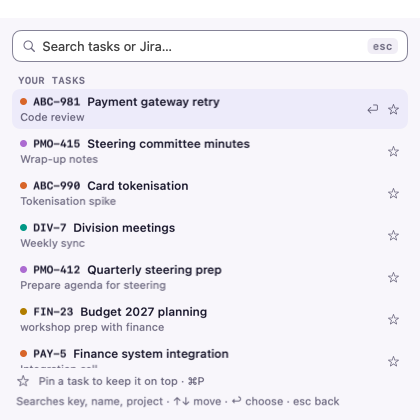 Search tasks or Jira...
esc
YOUR TASKS
ABC-981 Payment gateway retry
Code review
PMO-415 Steering committee minutes
Wrap-up notes
ABC-990 Card tokenisation
Tokenisation spike
DIV-7 Division meetings
Weekly sync
PMO-412 Quarterly steering prep
Prepare agenda for steering
FIN-23 Budget 2027 planning
workshop prep with finance
PAY-5 Finance system integration
Pin a task to keep it on top · ⌘P
Searches key, name, project · ↑↓ move · ↩ choose · esc back